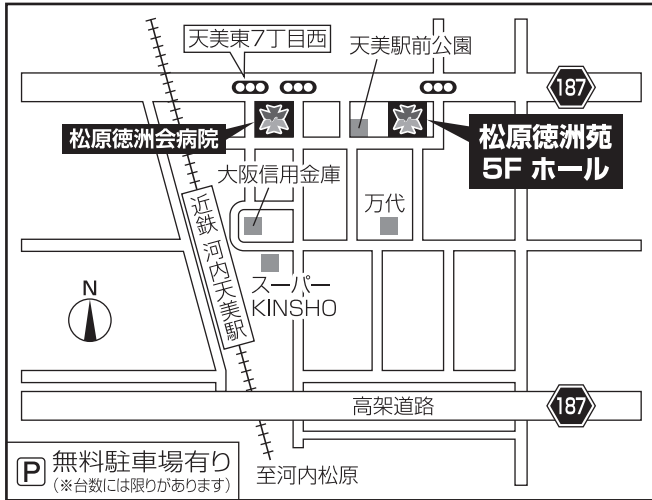 天美東7丁目西
天美駅前公園
187
松原徳洲会病院
松原徳洲苑
5F ホール
大阪信用金庫
万代
近鉄 河内天美駅
スーパー
KINSHO
N
高架道路
187
P 無料駐車場有り
(※台数には限りがあります)
至河内松原